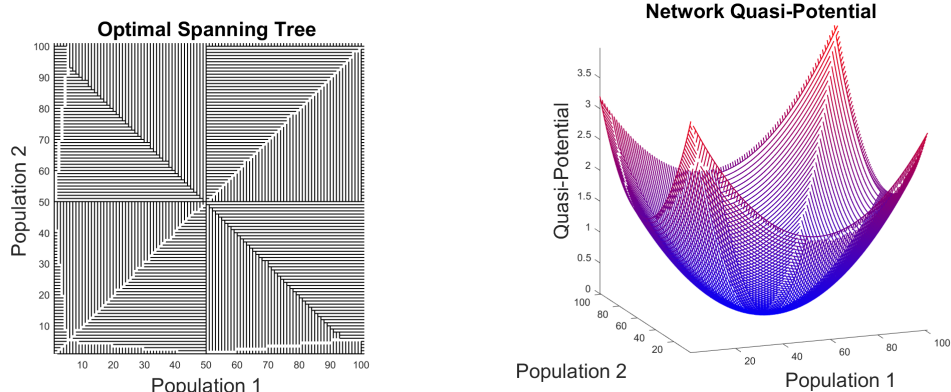 Optimal Spanning Tree
Population 2
100
90
80
70
60
50
40
30
20
10
10 20 30 40 50 60 70 80 90 100
Population 1
Network Quasi-Potential
Quasi-Potential
3.5
3
2.5
2
1.5
1
0.5
0
100
80
60
40
20
Population 2
20 40 60 80 100
Population 1